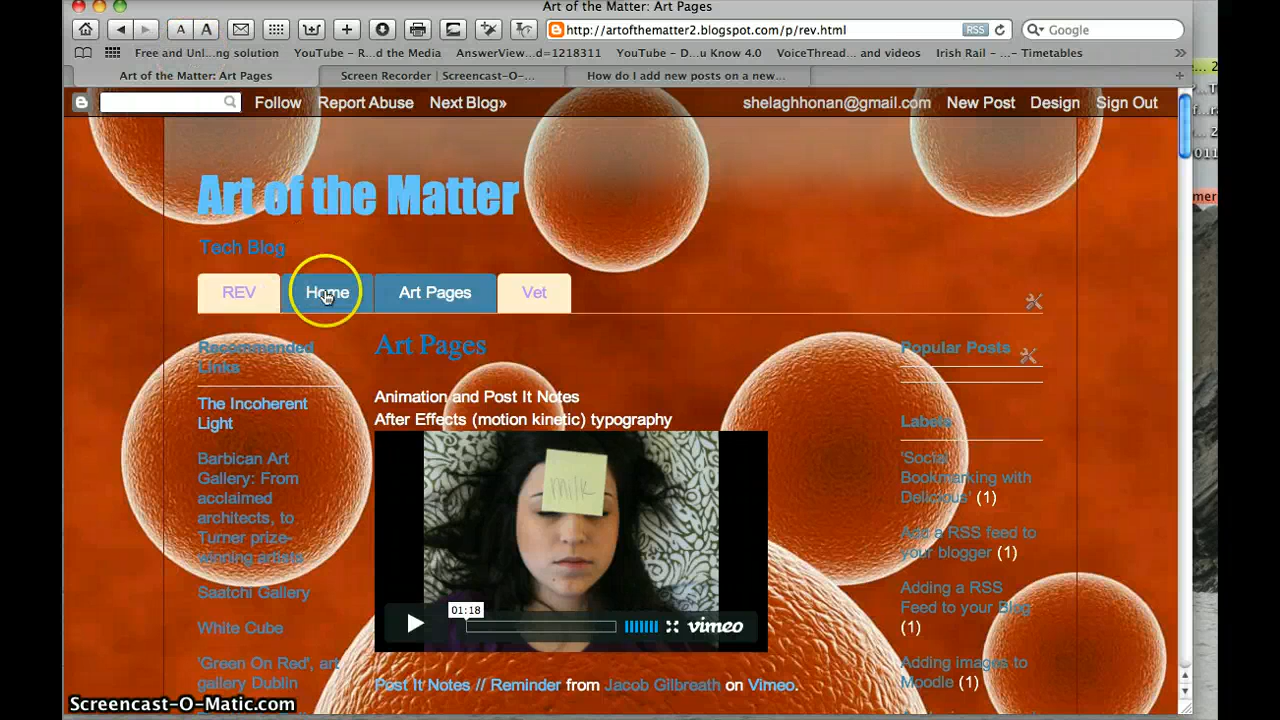 Art of the Matter: Art Pages
http://artofthematter2.blogspot.com/p/rev.html
RSS
Google
Free and Unl...ng solution
YouTube - R...d the Media
AnswerView...d=1218311
YouTube - D...u Know 4.0
VoiceThread... and videos
Irish Rail - ... - Timetables
Art of the Matter: Art Pages
Screen Recorder | Screencast-O-...
How do I add new posts on a new...
Follow
Report Abuse
Next Blog»
shelaghhonan@gmail.com
New Post
Design
Sign Out
Art of the Matter
Tech Blog
REV
Home
Art Pages
Vet
Recommended
Links
The Incoherent
Light
Barbican Art
Gallery: From
acclaimed
architects, to
Turner prize-
winning artists
Saatchi Gallery
White Cube
'Green On Red', art
gallery Dublin
Art Pages
Animation and Post It Notes
After Effects (motion kinetic) typography
milk
01:18
vimeo
Post It Notes // Reminder from Jacob Gilbreath on Vimeo.
Popular Posts
Labels
'Social
Bookmarking with
Delicious' (1)
Add a RSS feed to
your blogger (1)
Adding a RSS
Feed to your Blog
(1)
Adding images to
Moodle (1)
Screencast-O-Matic.com